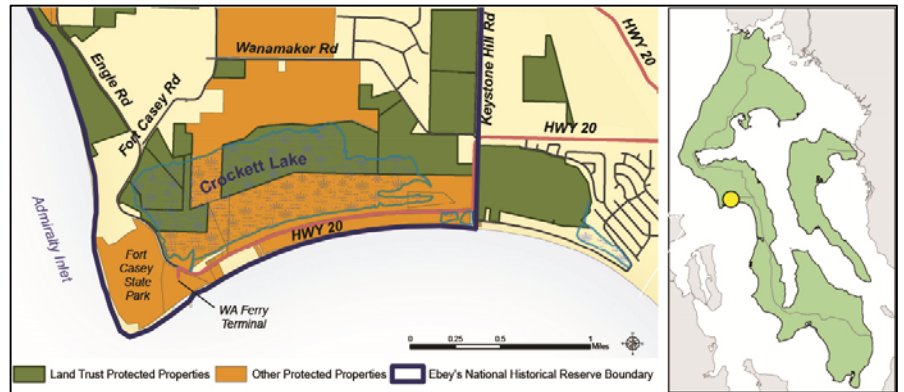 Wanamaker Rd
Engle Rd
Fort Casey Rd
Keystone Hill Rd
HWY 20
HWY 20
Crockett Lake
Admiralty Inlet
HWY 20
Fort
Casey
State
Park
WA Ferry
Terminal
0 0.25 0.5 1
Miles
Land Trust Protected Properties Other Protected Properties Ebey's National Historical Reserve Boundary